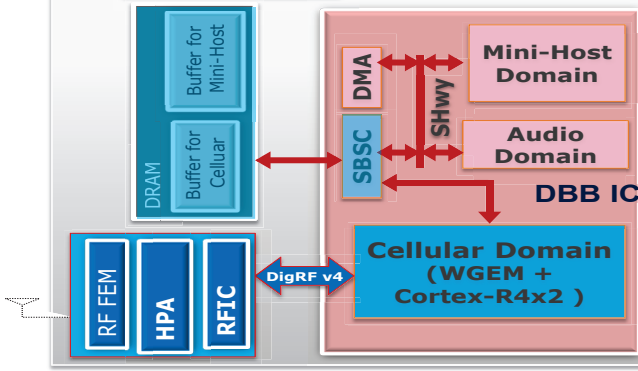 Buffer for
Mini-Host
Buffer for
Celluar
DRAM
DMA
SBSC
SHwy
Mini-Host
Domain
Audio
Domain
DBB IC
RF FEM
HPA
RFIC
DigRF v4
Cellular Domain
(WGEM +
Cortex-R4x2 )